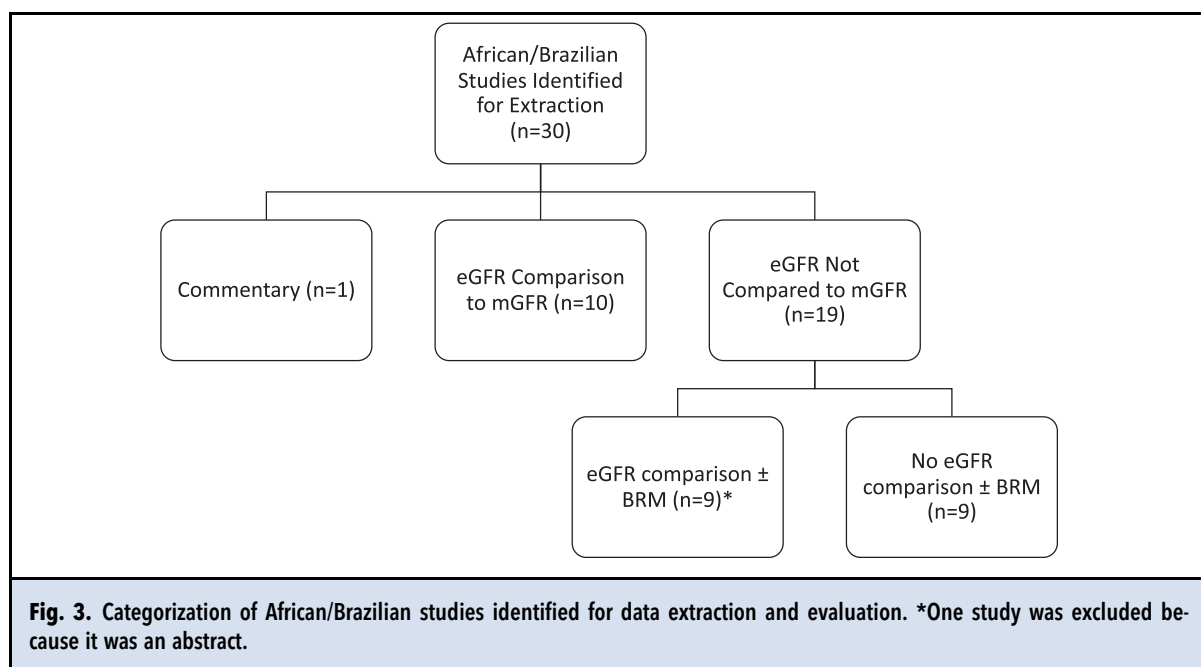 African/Brazilian
Studies Identified
for Extraction
(n=30)
Commentary (n=1)
eGFR Comparison
to mGFR (n=10)
eGFR Not
Compared to mGFR
(n=19)
eGFR comparison ±
BRM (n=9)*
No eGFR
comparison ± BRM
(n=9)
Fig. 3. Categorization of African/Brazilian studies identified for data extraction and evaluation. *One study was excluded be-
cause it was an abstract.